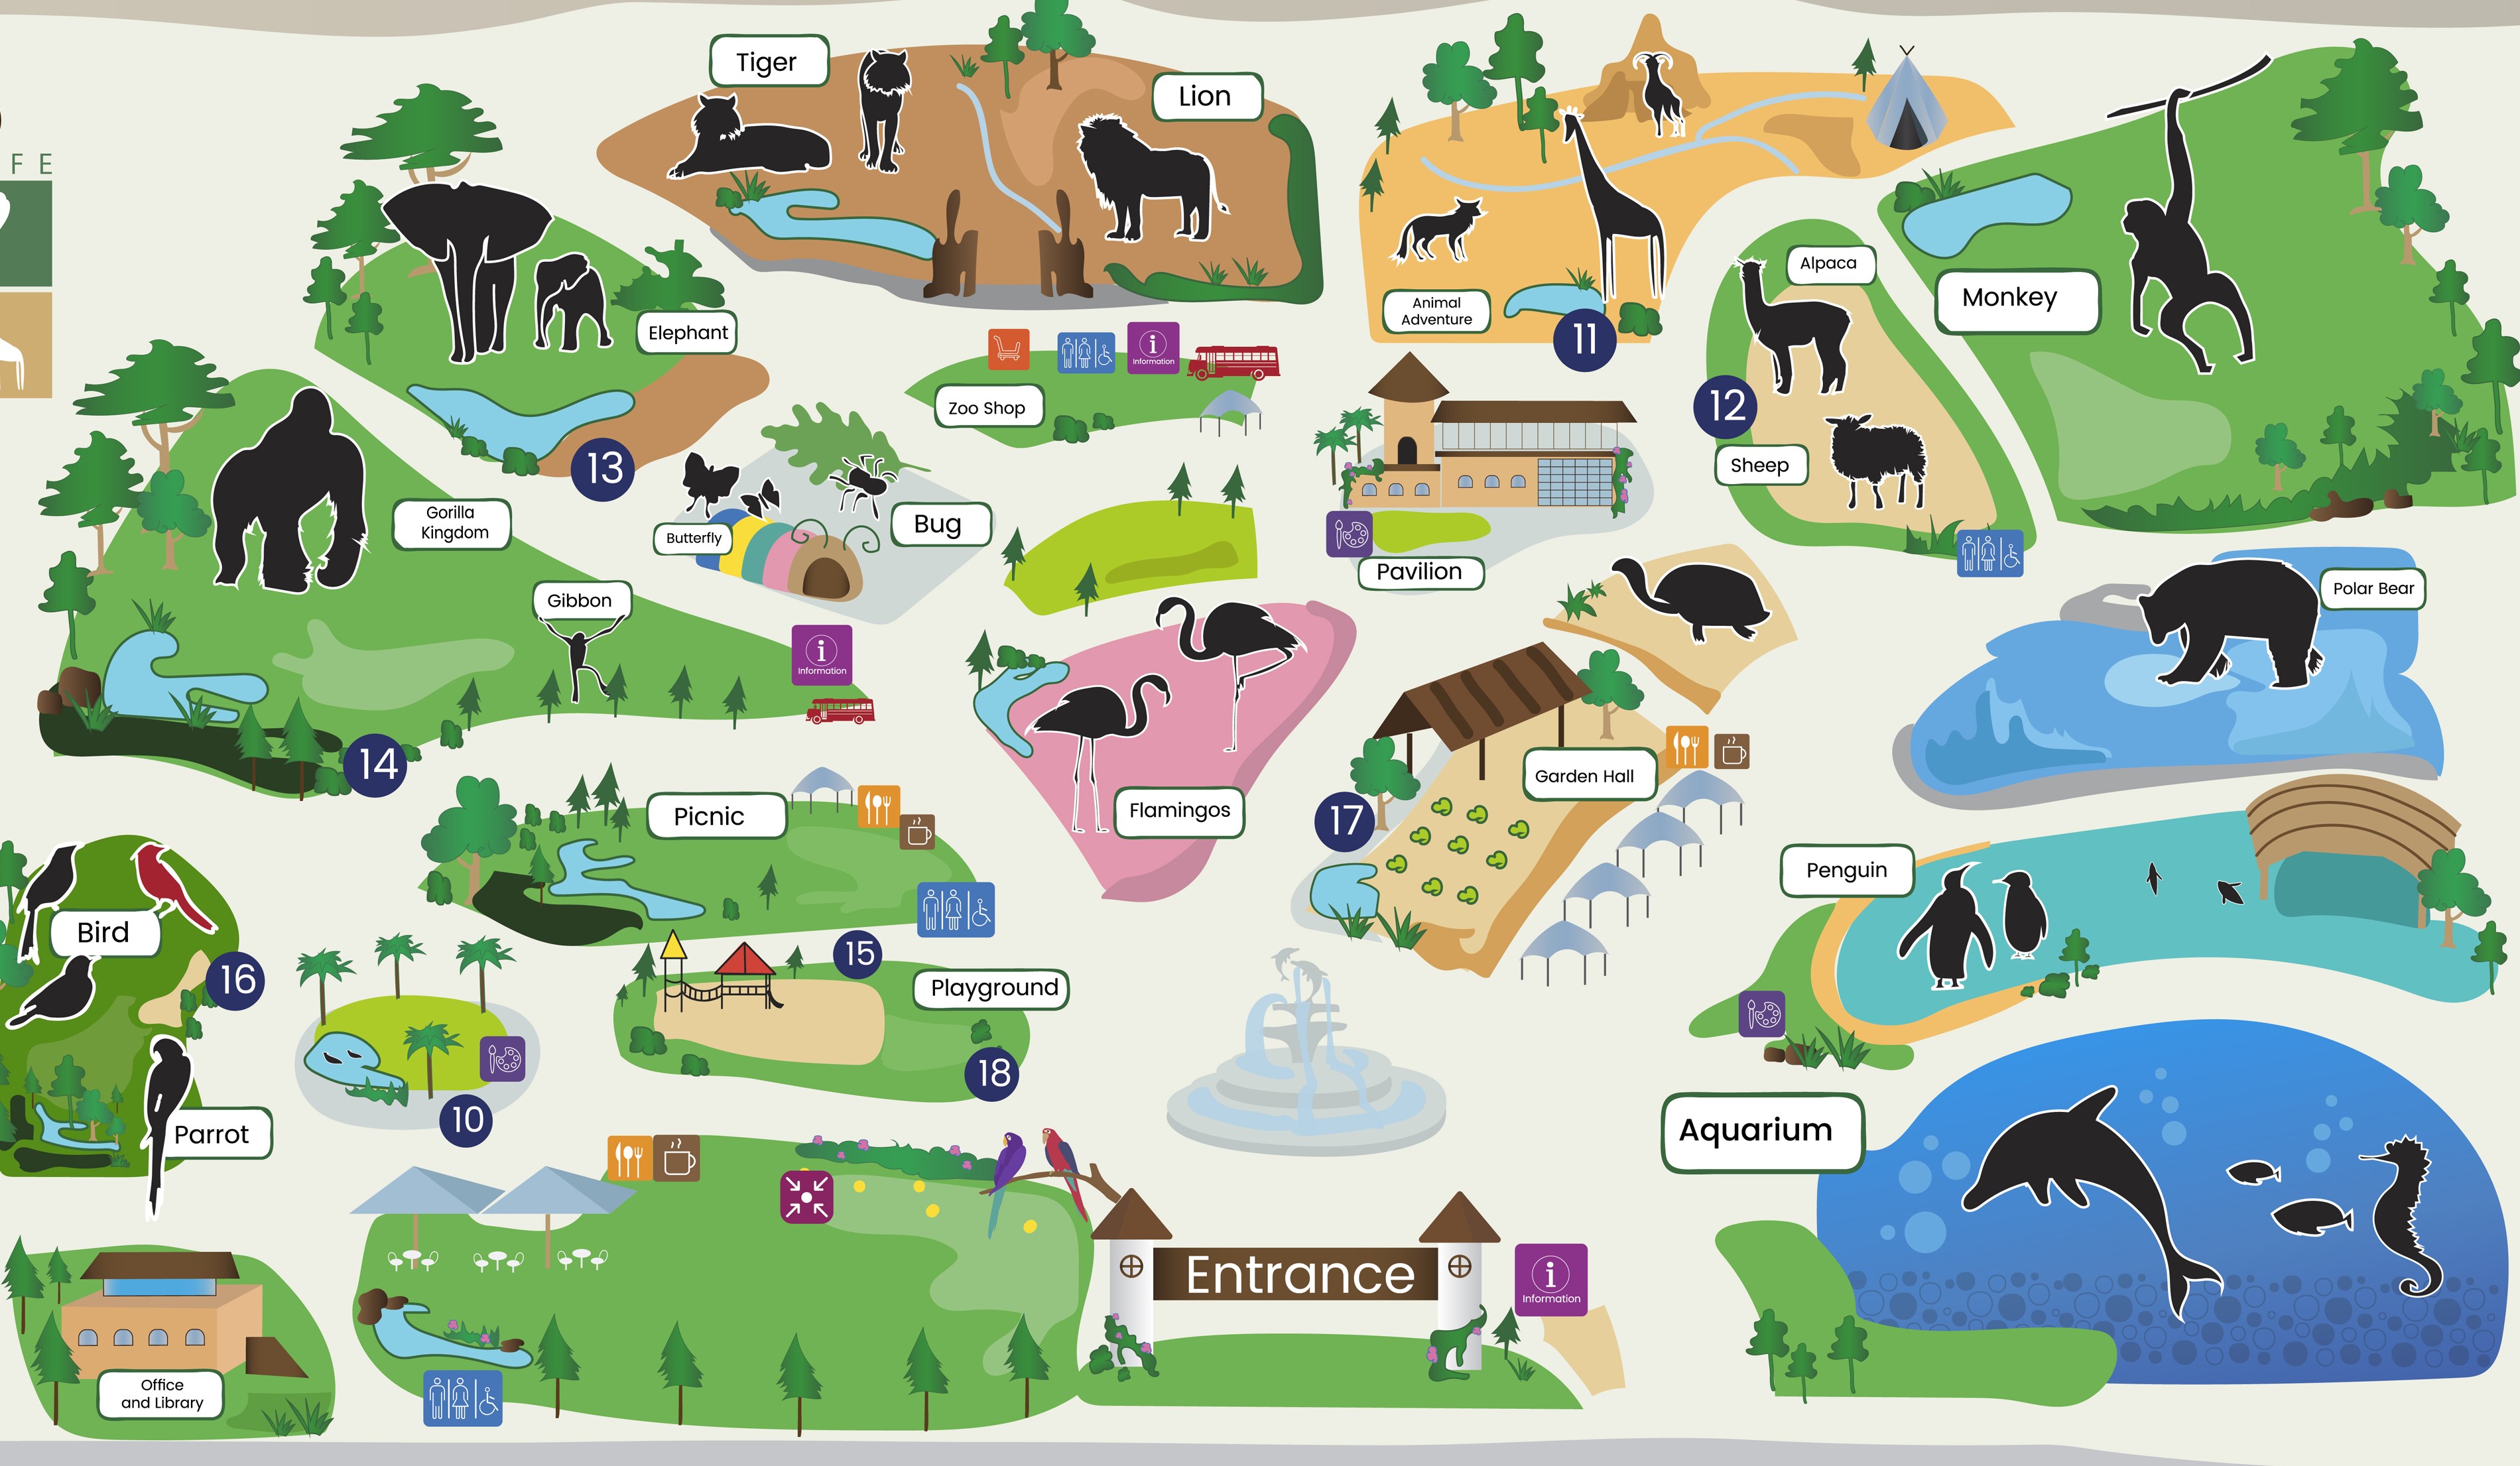 FE
Tiger
Lion
Elephant
13
Gorilla
Kingdom
Gibbon
14
Butterfly
Bug
Zoo Shop
Information
Animal
Adventure
11
Alpaca
12
Sheep
Monkey
Pavilion
Polar Bear
Information
Flamingos
Garden Hall
17
Picnic
15
Playground
18
Penguin
Bird
16
Parrot
10
Aquarium
Entrance
Information
Office
and Library